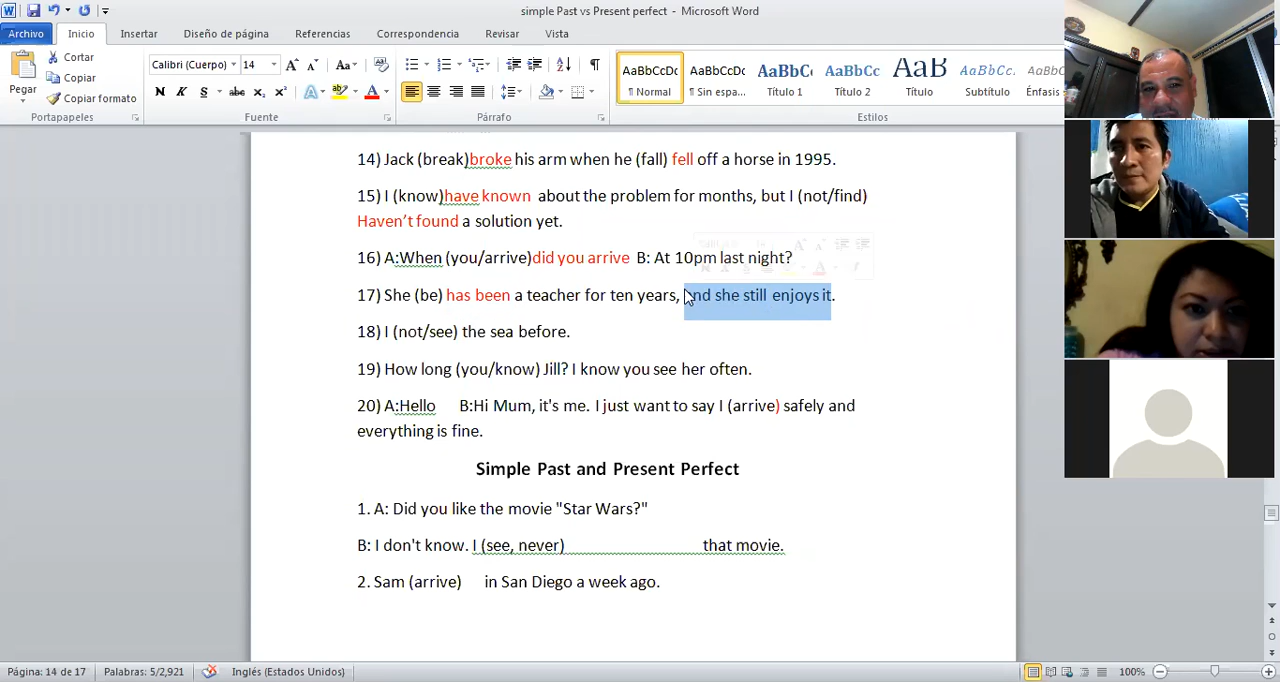 simple Past vs Present perfect - Microsoft Word
Archivo Inicio Insertar Diseño de página Referencias Correspondencia Revisar Vista
Pegar
Cortar
Copiar
Copiar formato
Calibri (Cuerpo) 14
N K S abc
AaBbCcDc AaBbCcDc AaBbC AaBbCc AaB AaBbCc AaBbC
¶ Normal ¶ Sin espa... Título 1 Título 2 Título Subtítulo Énfasis
Portapapeles Fuente Párrafo Estilos
14) Jack (break)broke his arm when he (fall) fell off a horse in 1995.
15) I (know)have known about the problem for months, but I (not/find)
Haven't found a solution yet.
16) A:When (you/arrive)did you arrive B: At 10pm last night?
17) She (be) has been a teacher for ten years, and she still enjoys it.
18) I (not/see) the sea before.
19) How long (you/know) Jill? I know you see her often.
20) A:Hello B:Hi Mum, it's me. I just want to say I (arrive) safely and
everything is fine.
Simple Past and Present Perfect
1. A: Did you like the movie "Star Wars?"
B: I don't know. I (see, never) that movie.
2. Sam (arrive) in San Diego a week ago.
Página: 14 de 17 Palabras: 5/2,921 Inglés (Estados Unidos) 100%